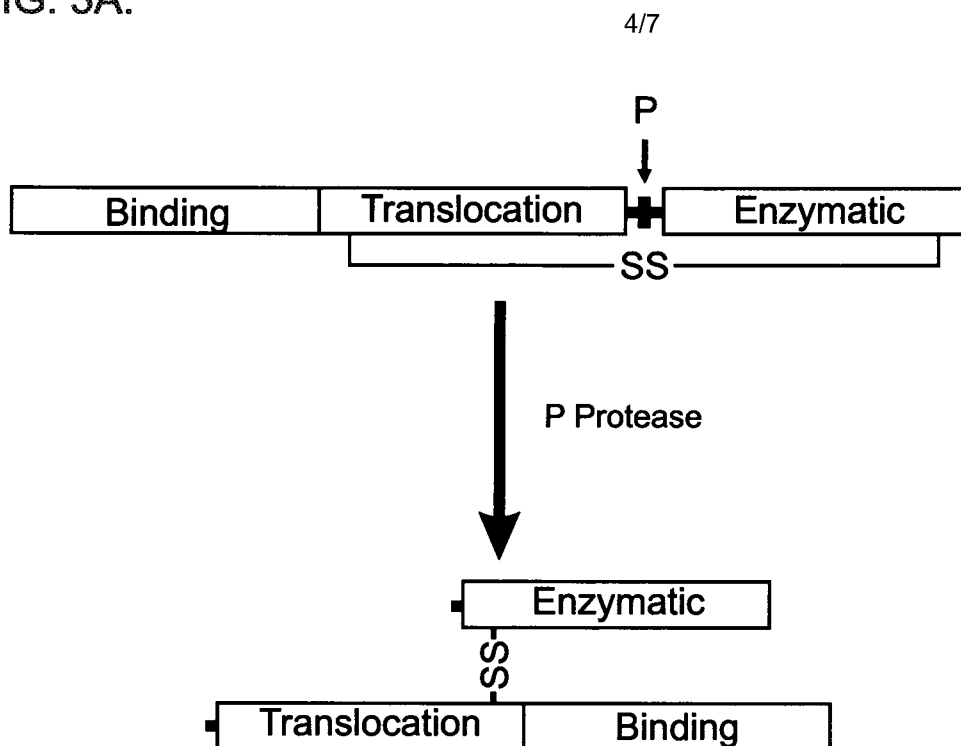 4/7
P
Binding Translocation Enzymatic
SS
P Protease
Enzymatic
SS
Translocation Binding